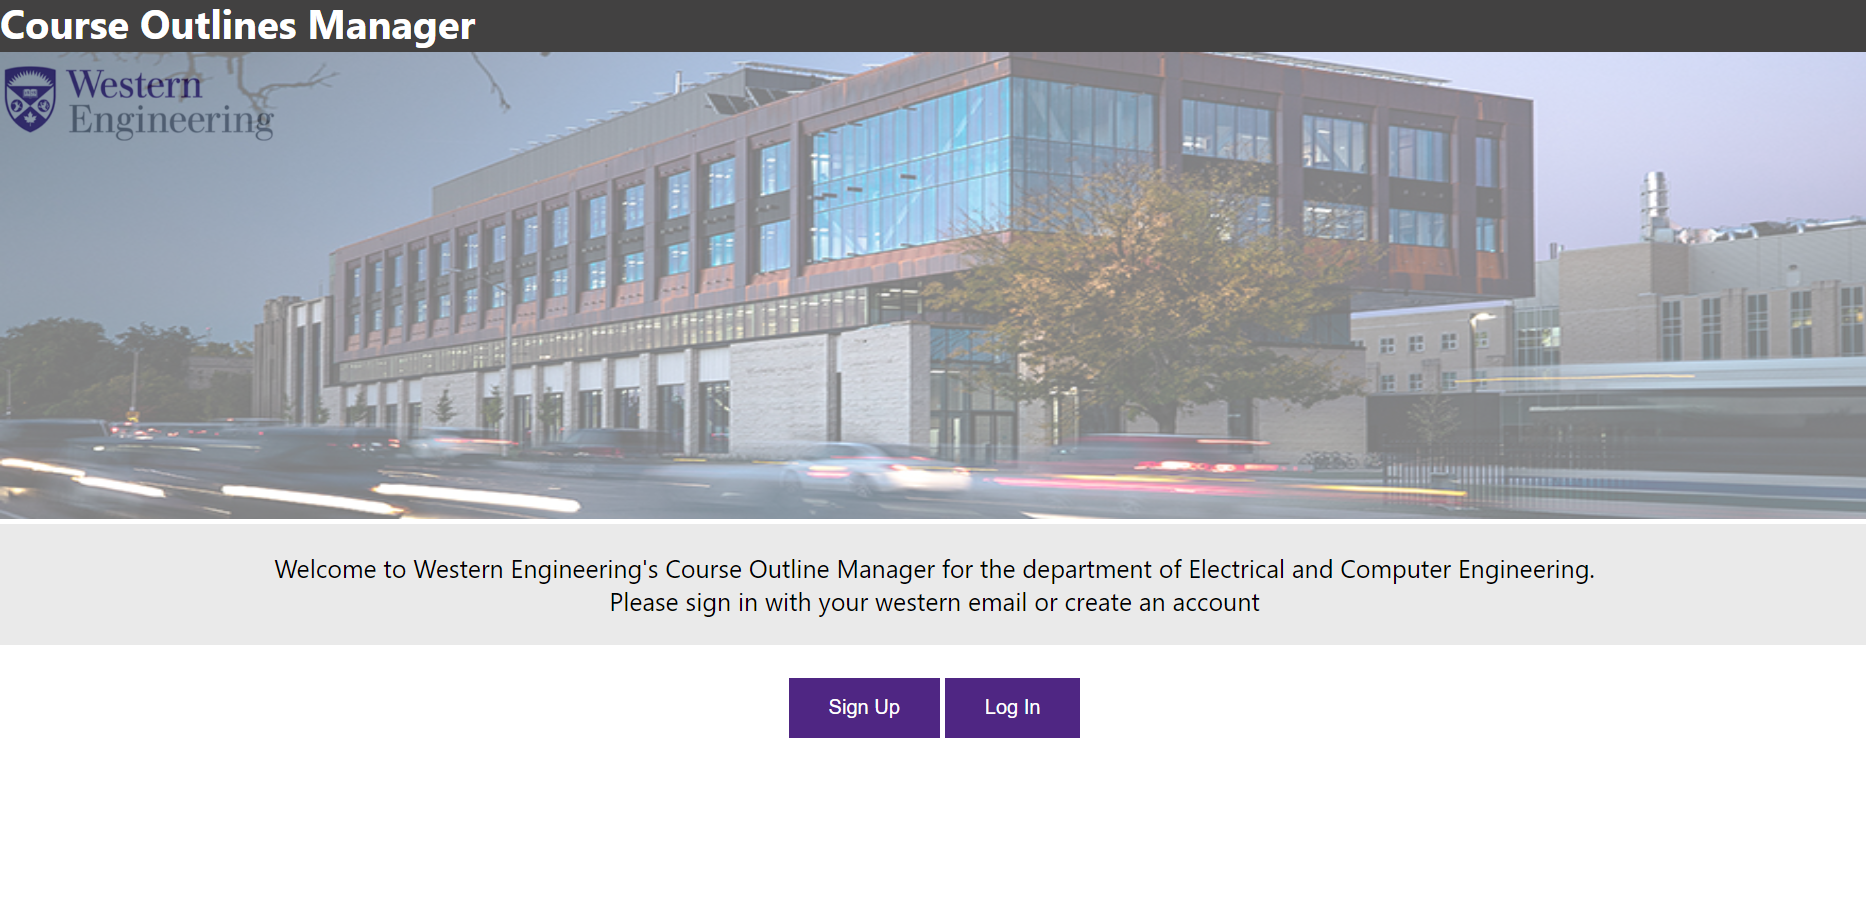 Course Outlines Manager
Western
Engineering
Welcome to Western Engineering's Course Outline Manager for the department of Electrical and Computer Engineering.
Please sign in with your western email or create an account
Sign Up
Log In